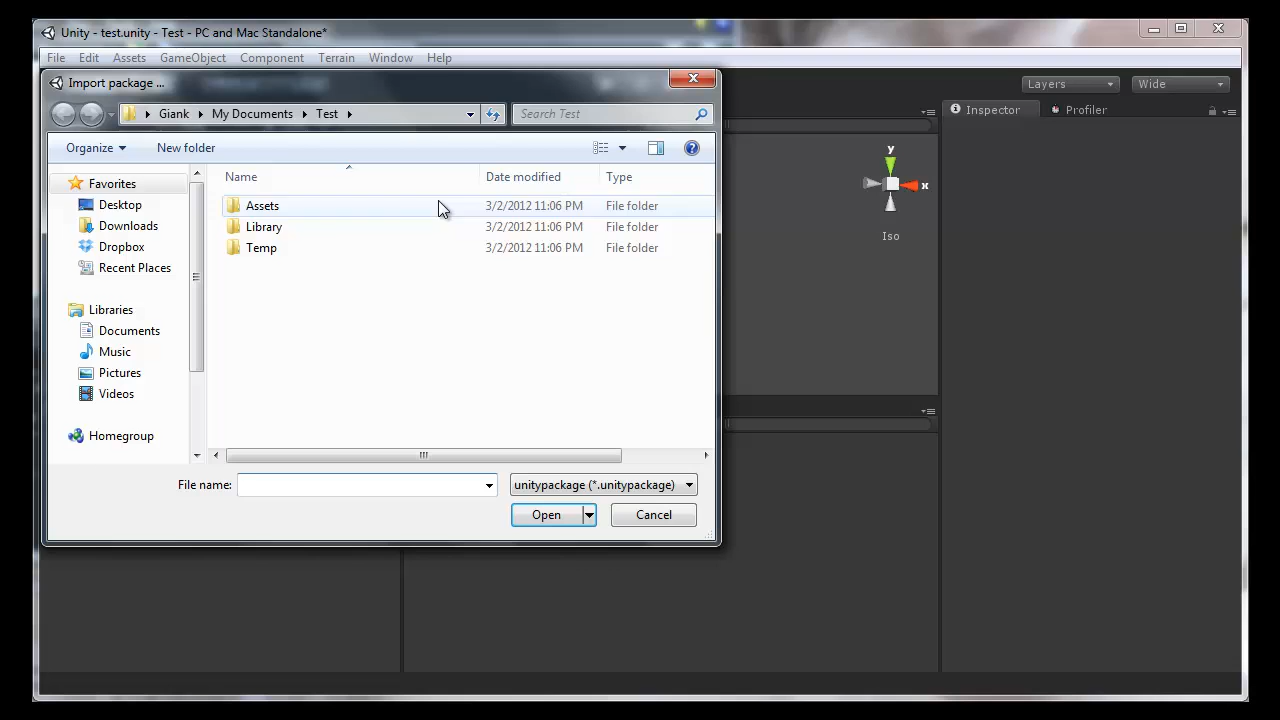 Unity - test.unity - Test - PC and Mac Standalone*
File Edit Assets GameObject Component Terrain Window Help
Import package ...
Layers Wide
Giank My Documents Test Search Test
Inspector Profiler
Organize New folder
y
x
Iso
Name Date modified Type
Favorites
Desktop
Downloads
Dropbox
Recent Places
Libraries
Documents
Music
Pictures
Videos
Homegroup
Assets 3/2/2012 11:06 PM File folder
Library 3/2/2012 11:06 PM File folder
Temp 3/2/2012 11:06 PM File folder
File name: unitypackage (*.unitypackage)
Open Cancel